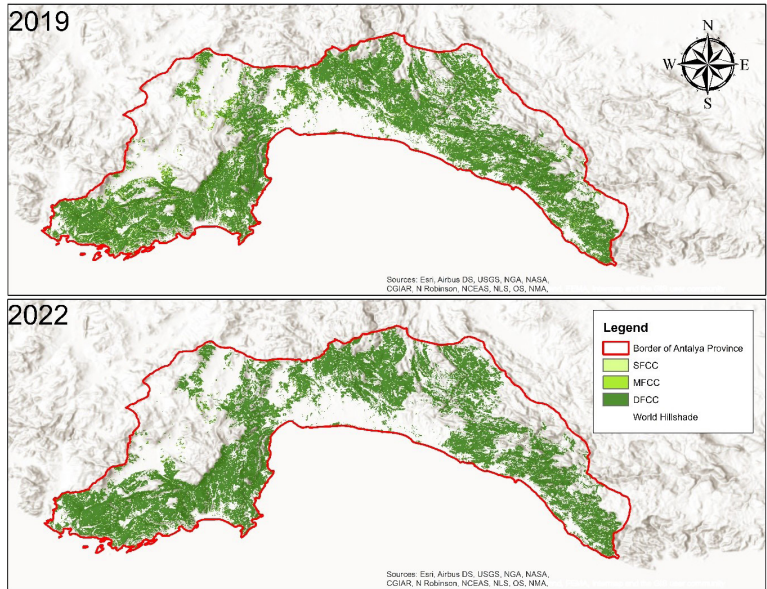 2019
N
W
E
S
Sources: Esri, Airbus DS, USGS, NGA, NASA,
CGIAR, N Robinson, NCEAS, NLS, OS, NMA,
2022
Legend
Border of Antalya Province
SFCC
MFCC
DFCC
World Hillshade
Sources: Esri, Airbus DS, USGS, NGA, NASA,
CGIAR, N Robinson, NCEAS, NLS, OS, NMA,